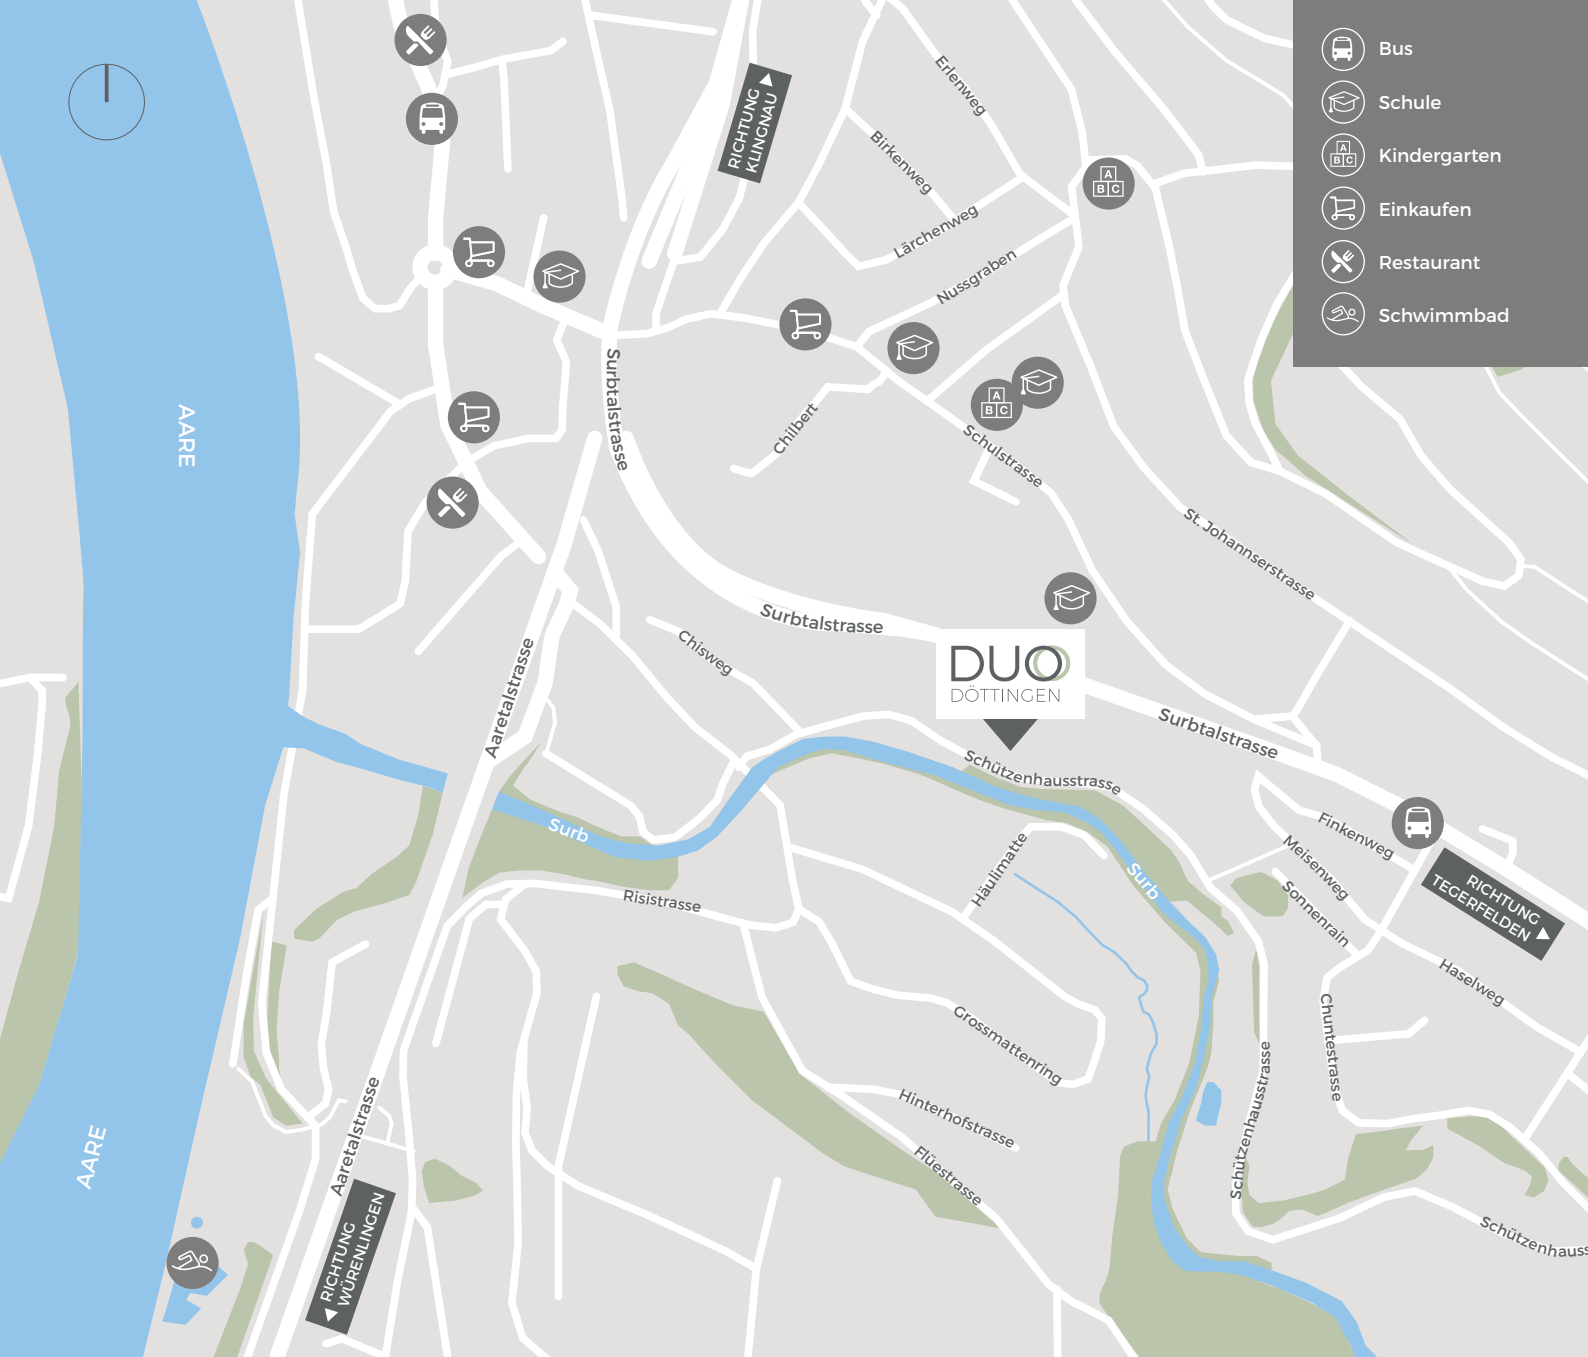 Bus
Schule
Kindergarten
Einkaufen
Restaurant
Schwimmbad
A
B C
RICHTUNG
KLINGNAU
Erlenweg
Birkenweg
Lärchenweg
Nussgraben
A
B C
Surbtalstrasse
AARE
Chilbert
A
B C
Schulstrasse
St. Johannserstrasse
Surbtalstrasse
Chisweg
Aaretalstrasse
DUO
DÖTTINGEN
Surbtalstrasse
Schützenhausstrasse
Surb
Finkenweg
Meisenweg
Sonnenrain
Häulimatte
Surb
Risistrasse
RICHTUNG
TEGERFELDEN
Haselweg
Chuntestrasse
Grossmattenring
Hinterhofstrasse
Flüestrasse
Schützenhausstrasse
AARE
Aaretalstrasse
RICHTUNG
WÜRENLINGEN
Schützenhauss